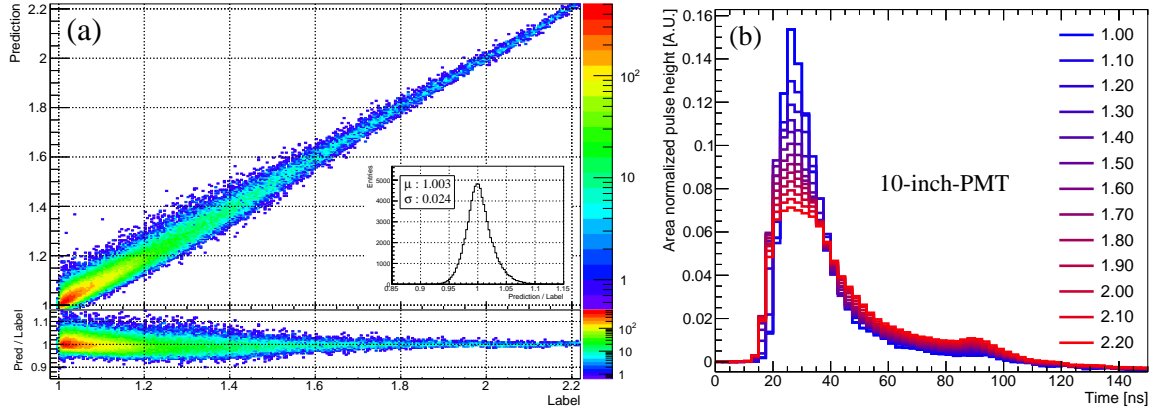 (a)
Prediction
2.2
2
1.8
1.6
1.4
1.2
1
10²
10
1
Entries
5000
4000
3000
2000
1000
0
μ : 1.003
σ : 0.024
0.85 0.9 0.95 1 1.05 1.1 1.15
Prediction / Label
Pred / Label
1.1
1
0.9
10²
10
1
1 1.2 1.4 1.6 1.8 2 2.2
Label
(b)
Area normalized pulse height [A.U.]
0.16
0.14
0.12
0.1
0.08
0.06
0.04
0.02
0
10-inch-PMT
1.00
1.10
1.20
1.30
1.40
1.50
1.60
1.70
1.80
1.90
2.00
2.10
2.20
0 20 40 60 80 100 120 140
Time [ns]